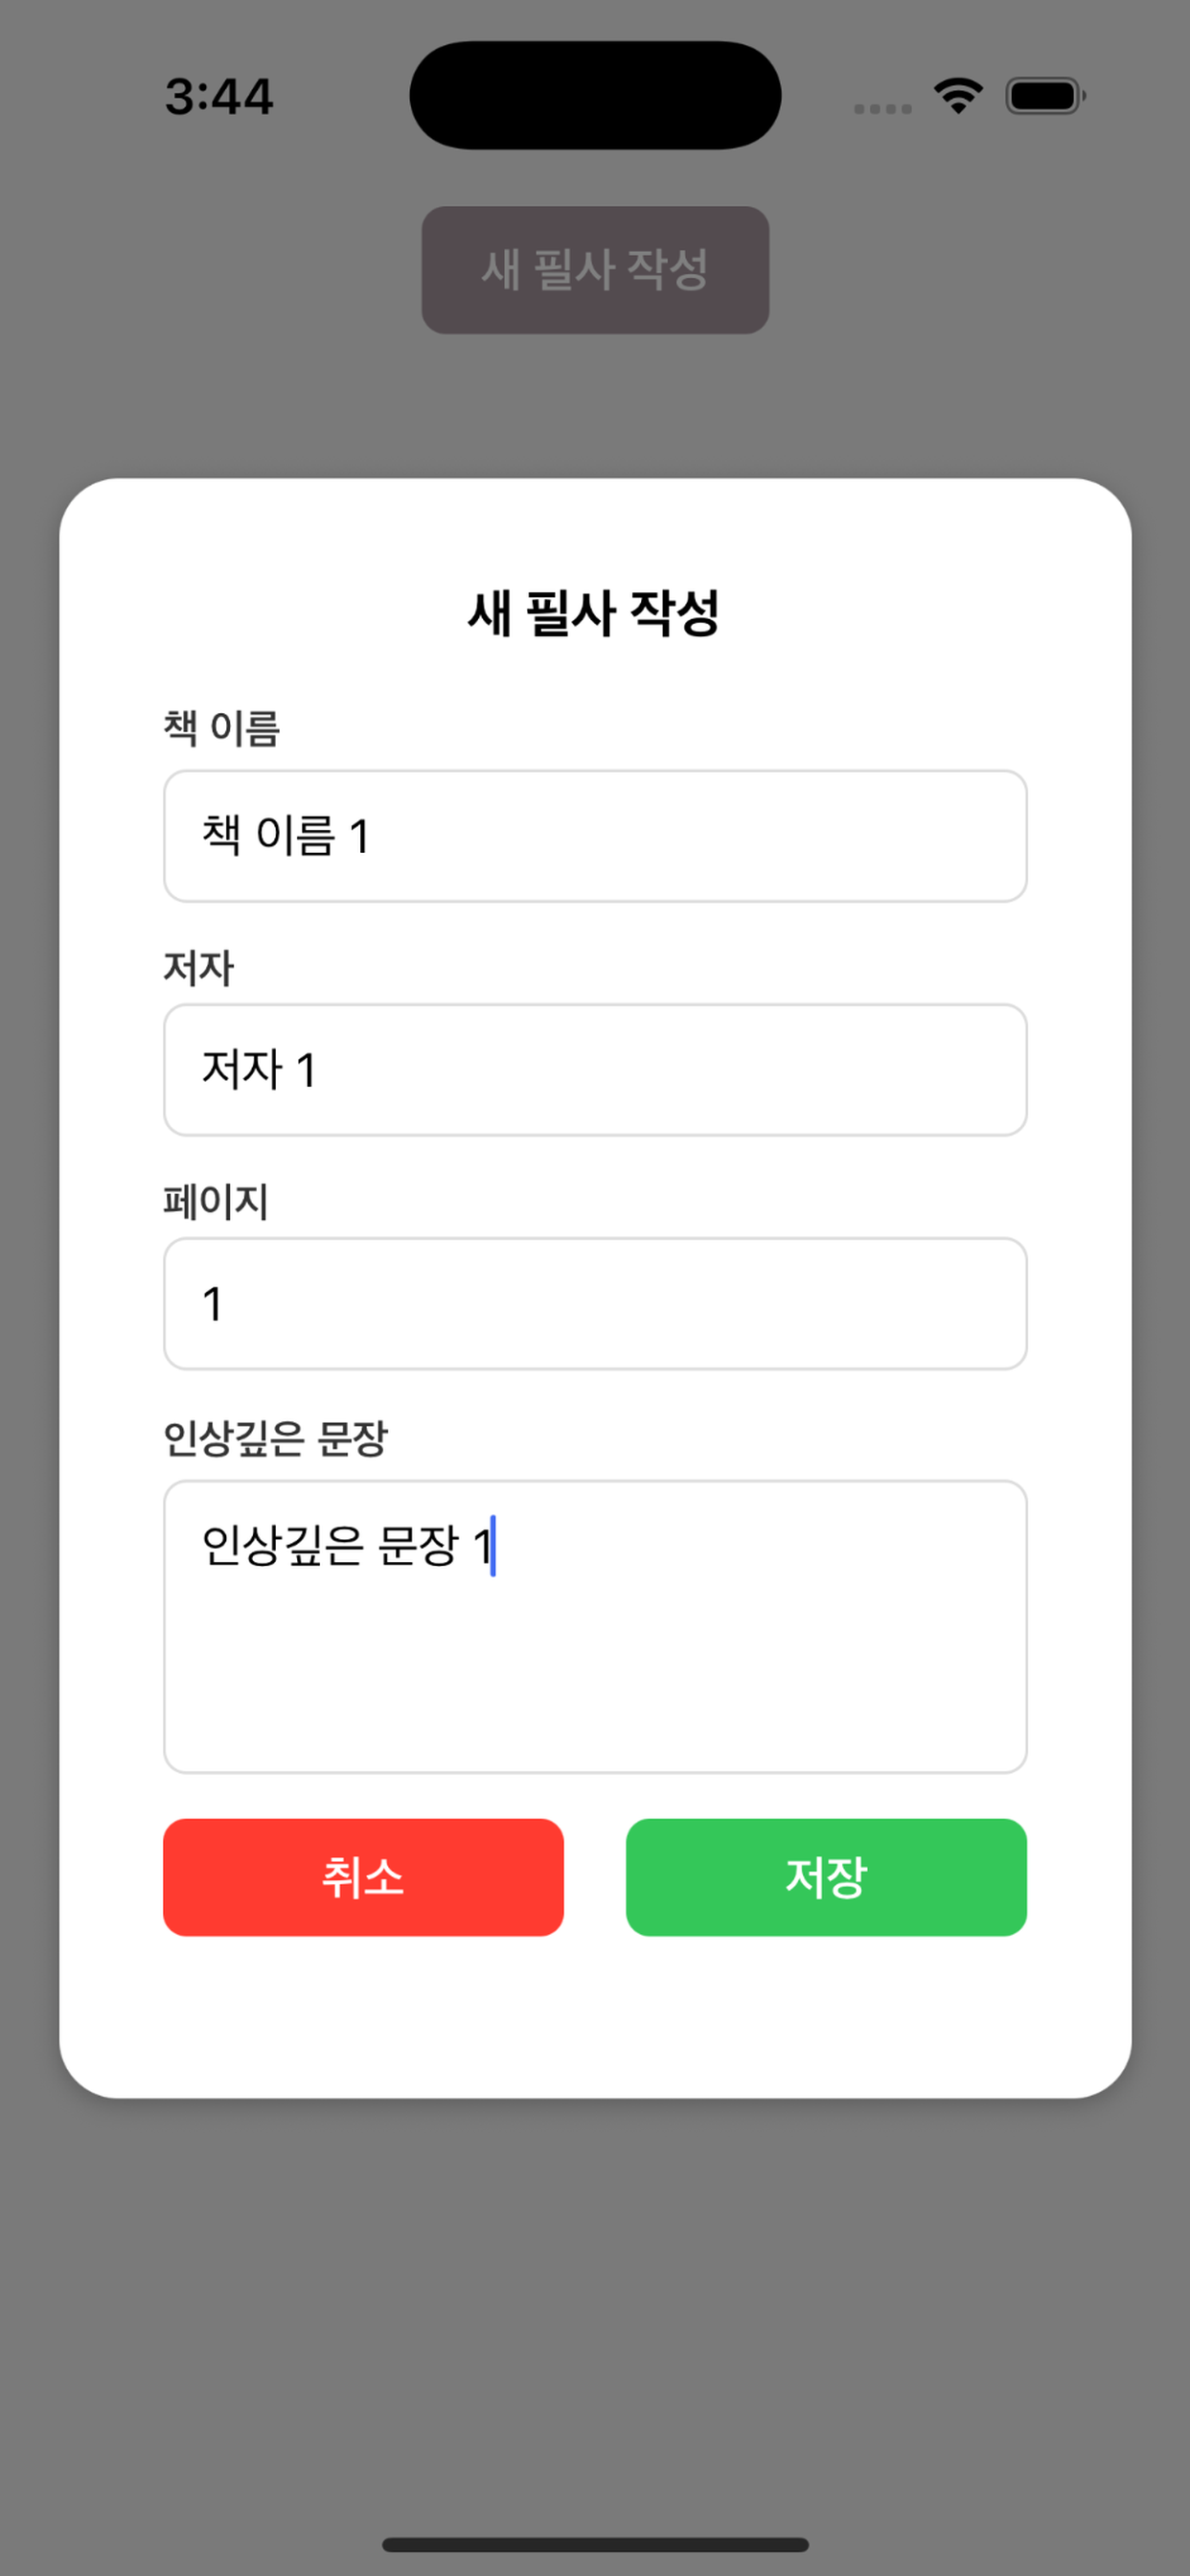 3:44
새 필사 작성
새 필사 작성
책 이름
책 이름 1
저자
저자 1
페이지
1
인상깊은 문장
인상깊은 문장 1
취소 저장